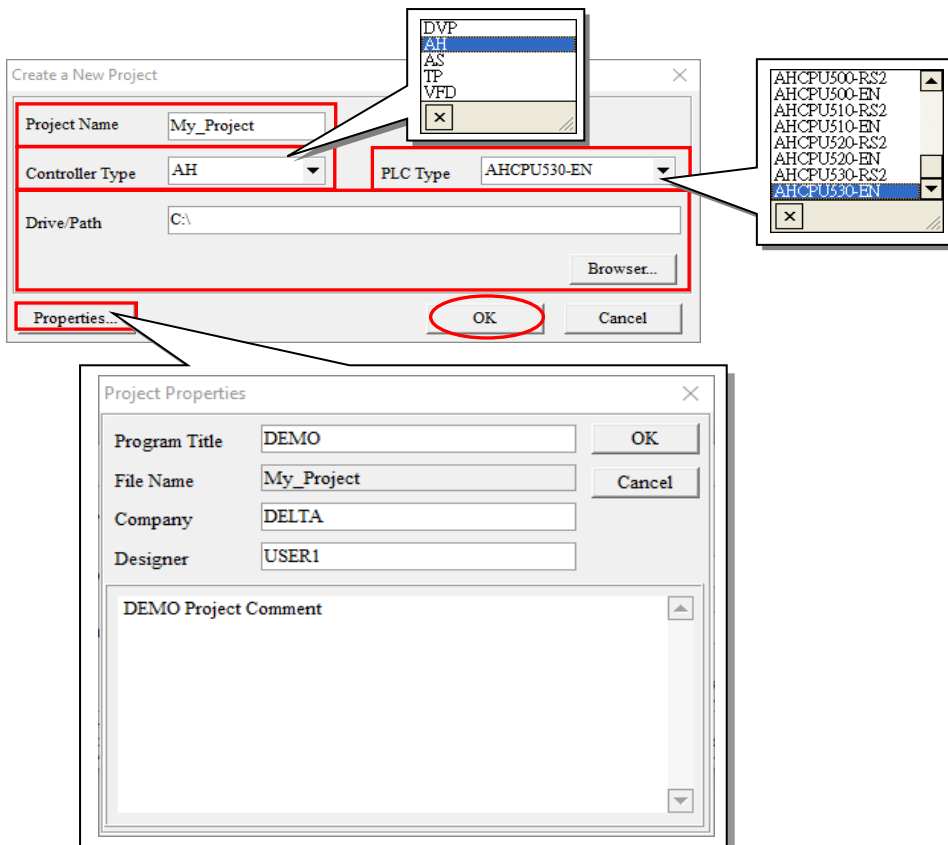 DVP
AH
AS
TP
VFD
Create a New Project
Project Name
My_Project
Controller Type
AH
PLC Type
AHCPU530-EN
AHCPU500-RS2
AHCPU500-EN
AHCPU510-RS2
AHCPU510-EN
AHCPU520-RS2
AHCPU520-EN
AHCPU530-RS2
AHCPU530-EN
Drive/Path
C:\
Browser...
Properties...
OK
Cancel
Project Properties
Program Title
DEMO
OK
File Name
My_Project
Cancel
Company
DELTA
Designer
USER1
DEMO Project Comment